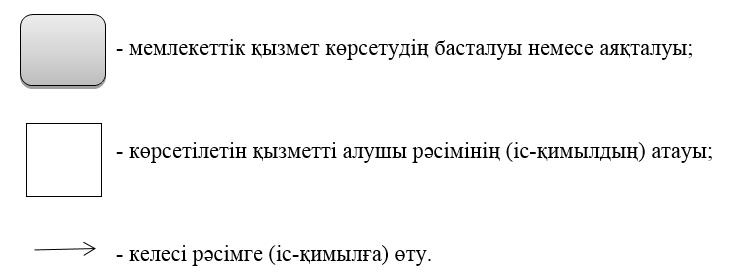 - мемлекеттік қызмет көрсетудің басталуы немесе аяқталуы;
- көрсетілетін қызметті алушы рәсімінің (іс-қимылдың) атауы;
- келесі рәсімге (іс-қимылға) өту.